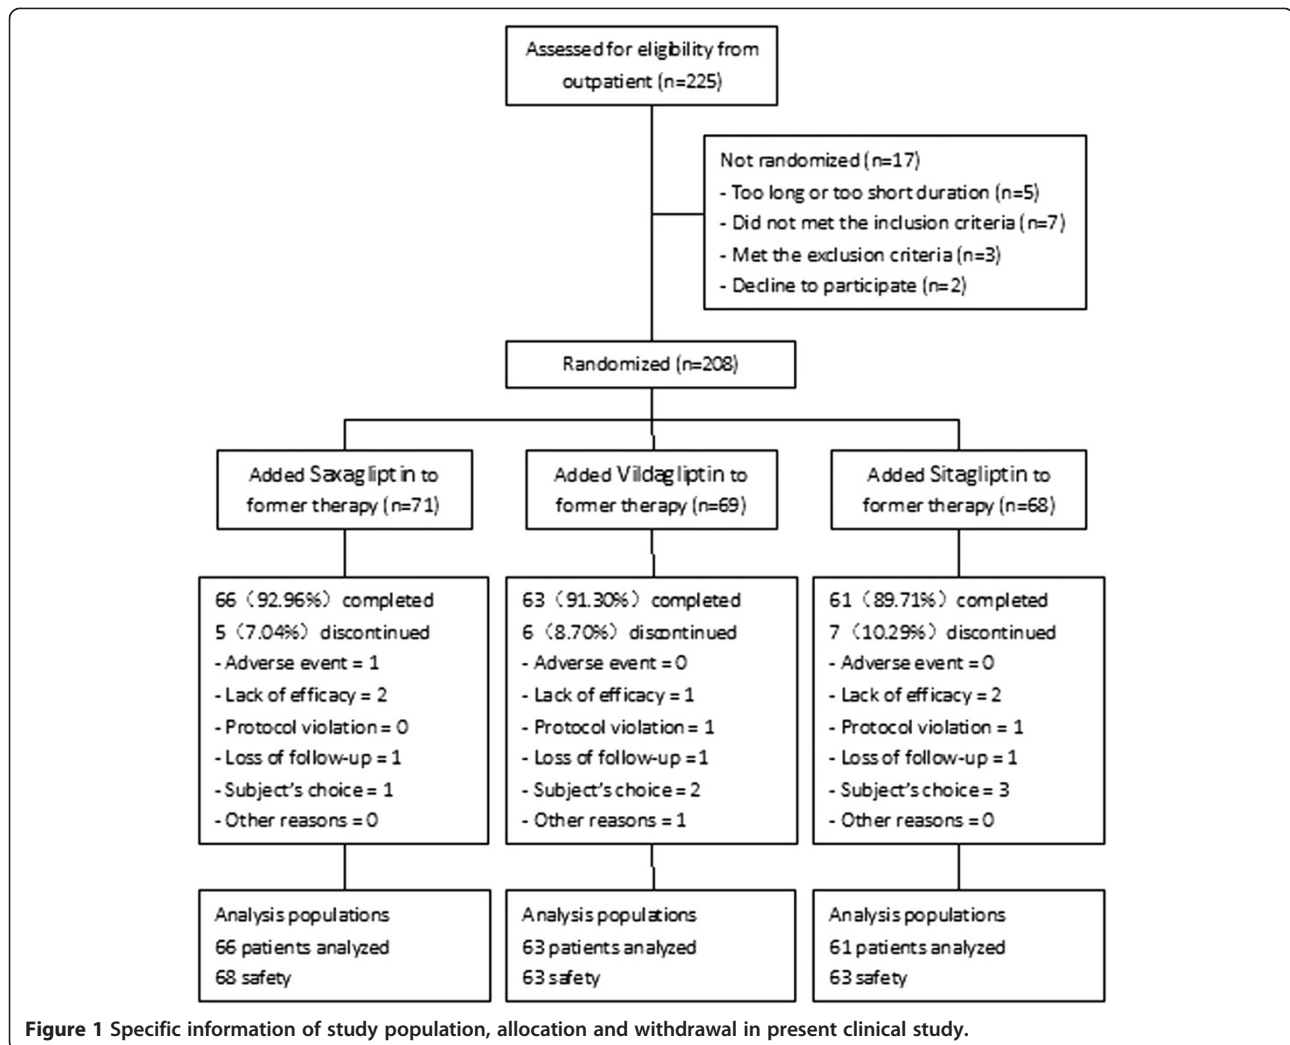 Assessed for eligibility from
outpatient (n=225)
Not randomized (n=17)
- Too long or too short duration (n=5)
- Did not met the inclusion criteria (n=7)
- Met the exclusion criteria (n=3)
- Decline to participate (n=2)
Randomized (n=208)
Added Saxagliptin to
former therapy (n=71)
Added Vildagliptin to
former therapy (n=69)
Added Sitagliptin to
former therapy (n=68)
66（92.96%）completed
5（7.04%）discontinued
- Adverse event = 1
- Lack of efficacy = 2
- Protocol violation = 0
- Loss of follow-up = 1
- Subject's choice = 1
- Other reasons = 0
63（91.30%）completed
6（8.70%）discontinued
- Adverse event = 0
- Lack of efficacy = 1
- Protocol violation = 1
- Loss of follow-up = 1
- Subject's choice = 2
- Other reasons = 1
61（89.71%）completed
7（10.29%）discontinued
- Adverse event = 0
- Lack of efficacy = 2
- Protocol violation = 1
- Loss of follow-up = 1
- Subject's choice = 3
- Other reasons = 0
Analysis populations
66 patients analyzed
68 safety
Analysis populations
63 patients analyzed
63 safety
Analysis populations
61 patients analyzed
63 safety
Figure 1 Specific information of study population, allocation and withdrawal in present clinical study.